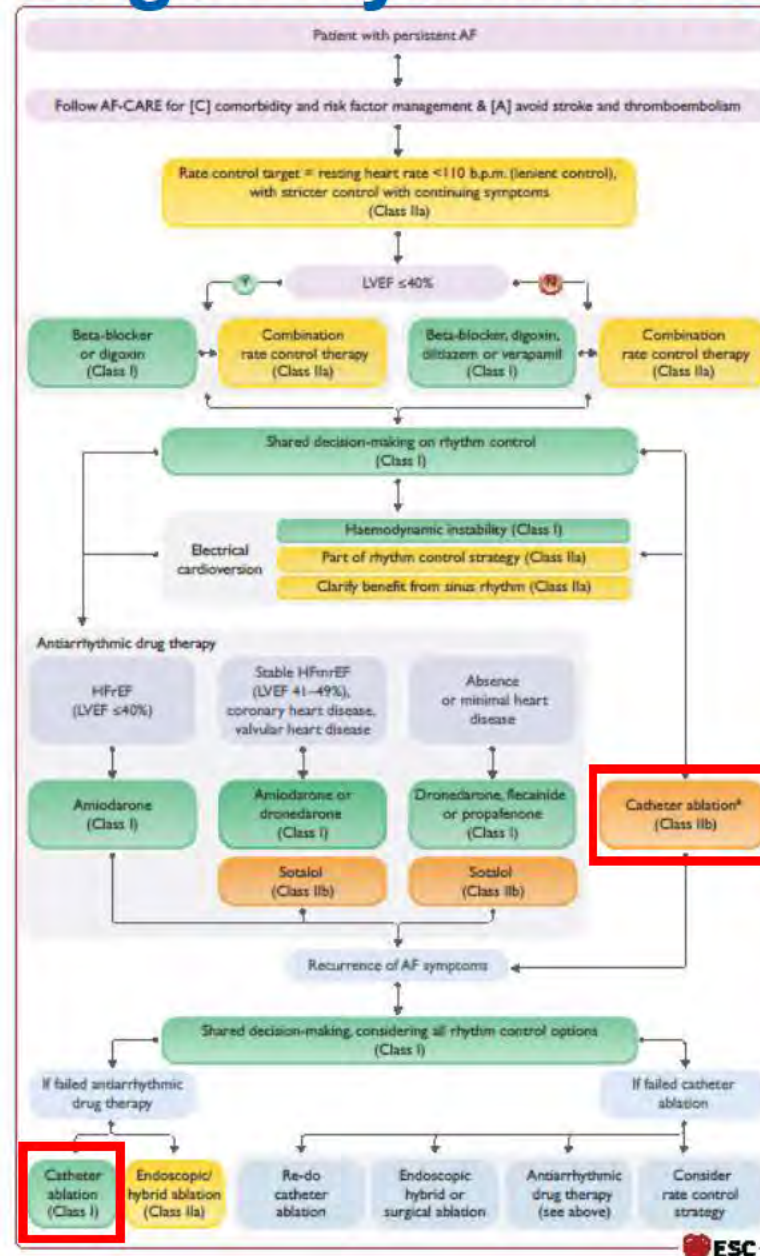 Patient with persistent AF
Follow AF-CARE for [C] comorbidity and risk factor management & [A] avoid stroke and thromboembolism
Rate control target = resting heart rate <110 b.p.m. (lenient control),
with stricter control with continuing symptoms
(Class IIa)
Y
LVEF ≤40%
N
Beta-blocker
or digoxin
(Class I)
Combination
rate control therapy
(Class IIa)
Beta-blocker, digoxin,
diltiazem or verapamil
(Class I)
Combination
rate control therapy
(Class IIa)
Shared decision-making on rhythm control
(Class I)
Electrical
cardioversion
Haemodynamic instability (Class I)
Part of rhythm control strategy (Class IIa)
Clarify benefit from sinus rhythm (Class IIa)
Antiarrhythmic drug therapy
HFrEF
(LVEF ≤40%)
Stable HFmrEF
(LVEF 41–49%),
coronary heart disease,
valvular heart disease
Absence
or minimal heart
disease
Amiodarone
(Class I)
Amiodarone or
dronedarone
(Class I)
Dronedarone, flecainide
or propafenone
(Class I)
Catheter ablationª
(Class IIb)
Sotalol
(Class IIb)
Sotalol
(Class IIb)
Recurrence of AF symptoms
Shared decision-making, considering all rhythm control options
(Class I)
If failed antiarrhythmic
drug therapy
If failed catheter
ablation
Catheter
ablation
(Class I)
Endoscopic/
hybrid ablation
(Class IIa)
Re-do
catheter
ablation
Endoscopic
hybrid or
surgical ablation
Antiarrhythmic
drug therapy
(see above)
Consider
rate control
strategy
ESC